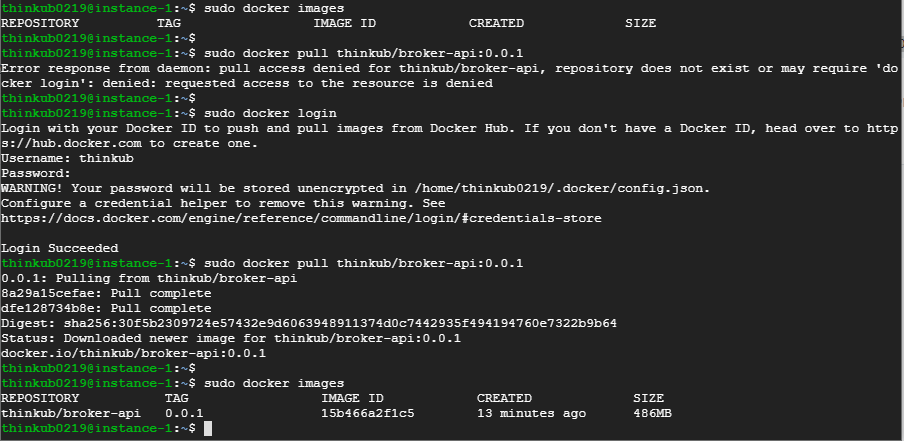 thinkub0219@instance-1:~$ sudo docker images
REPOSITORY          TAG                 IMAGE ID            CREATED             SIZE
thinkub0219@instance-1:~$
thinkub0219@instance-1:~$ sudo docker pull thinkub/broker-api:0.0.1
Error response from daemon: pull access denied for thinkub/broker-api, repository does not exist or may require 'do
cker login': denied: requested access to the resource is denied
thinkub0219@instance-1:~$
thinkub0219@instance-1:~$ sudo docker login
Login with your Docker ID to push and pull images from Docker Hub. If you don't have a Docker ID, head over to http
s://hub.docker.com to create one.
Username: thinkub
Password:
WARNING! Your password will be stored unencrypted in /home/thinkub0219/.docker/config.json.
Configure a credential helper to remove this warning. See
https://docs.docker.com/engine/reference/commandline/login/#credentials-store

Login Succeeded
thinkub0219@instance-1:~$ sudo docker pull thinkub/broker-api:0.0.1
0.0.1: Pulling from thinkub/broker-api
8a29a15cefae: Pull complete
dfe128734b8e: Pull complete
Digest: sha256:30f5b2309724e57432e9d6063948911374d0c7442935f494194760e7322b9b64
Status: Downloaded newer image for thinkub/broker-api:0.0.1
docker.io/thinkub/broker-api:0.0.1
thinkub0219@instance-1:~$
thinkub0219@instance-1:~$ sudo docker images
REPOSITORY           TAG                 IMAGE ID            CREATED             SIZE
thinkub/broker-api   0.0.1               15b466a2f1c5        13 minutes ago      486MB
thinkub0219@instance-1:~$